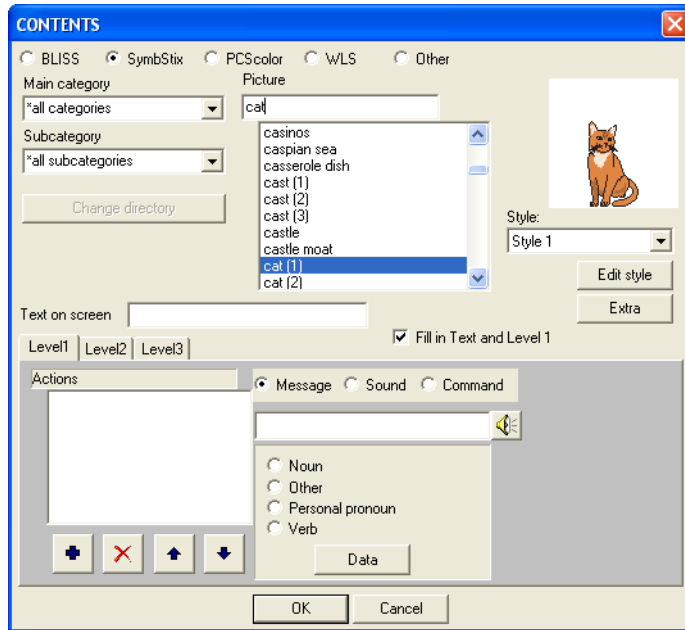 CONTENTS
BLISS SymbStix PCScolor WLS Other
Main category
*all categories
Subcategory
*all subcategories
Change directory
Picture
cat
casinos
caspian sea
casserole dish
cast (1)
cast (2)
cast (3)
castle
castle moat
cat (1)
cat (2)
Style:
Style 1
Edit style
Extra
Text on screen
Fill in Text and Level 1
Level1 Level2 Level3
Actions
Message Sound Command
Noun
Other
Personal pronoun
Verb
Data
OK Cancel